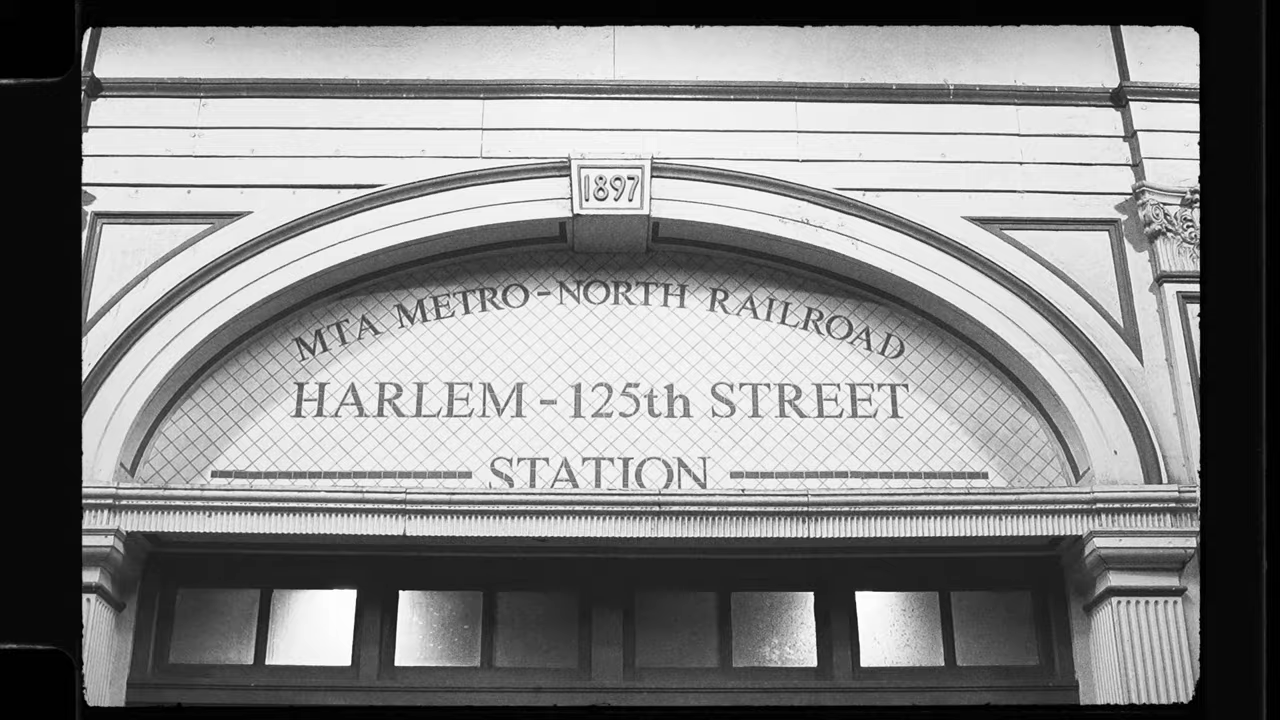 1897
MTA METRO-NORTH RAILROAD
HARLEM - 125th STREET
STATION